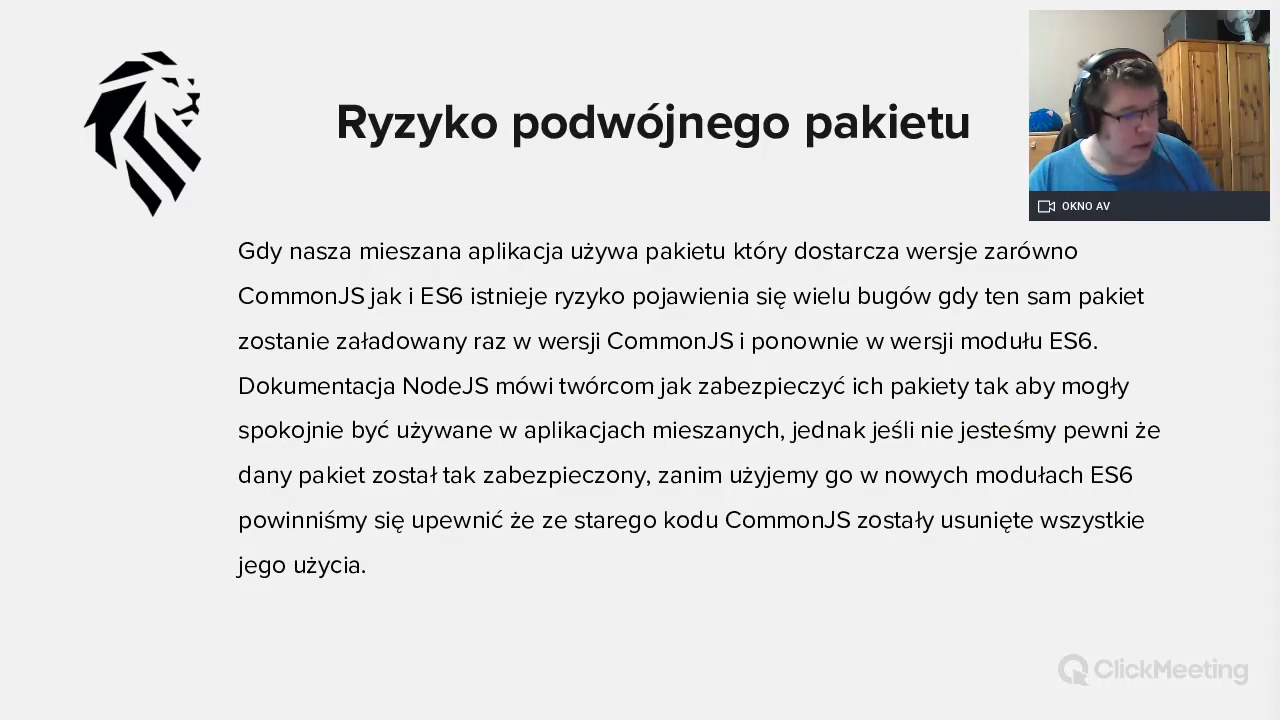 Ryzyko podwójnego pakietu
OKNO AV
Gdy nasza mieszana aplikacja używa pakietu który dostarcza wersje zarówno
CommonJS jak i ES6 istnieje ryzyko pojawienia się wielu bugów gdy ten sam pakiet
zostanie załadowany raz w wersji CommonJS i ponownie w wersji modułu ES6.
Dokumentacja NodeJS mówi twórcom jak zabezpieczyć ich pakiety tak aby mogły
spokojnie być używane w aplikacjach mieszanych, jednak jeśli nie jesteśmy pewni że
dany pakiet został tak zabezpieczony, zanim użyjemy go w nowych modułach ES6
powinniśmy się upewnić że ze starego kodu CommonJS zostały usunięte wszystkie
jego użycia.
ClickMeeting